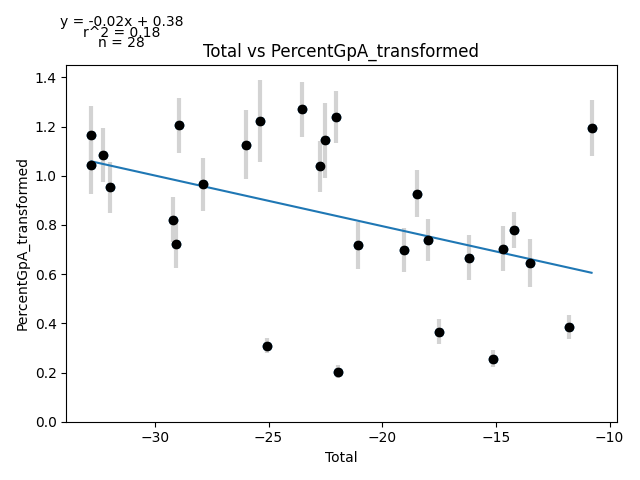 y = -0.02x + 0.38
r^2 = 0.18
n = 28
Total vs PercentGpA_transformed
1.4
1.2
1.0
0.8
0.6
0.4
0.2
0.0
PercentGpA_transformed
−30
−25
−20
−15
−10
Total